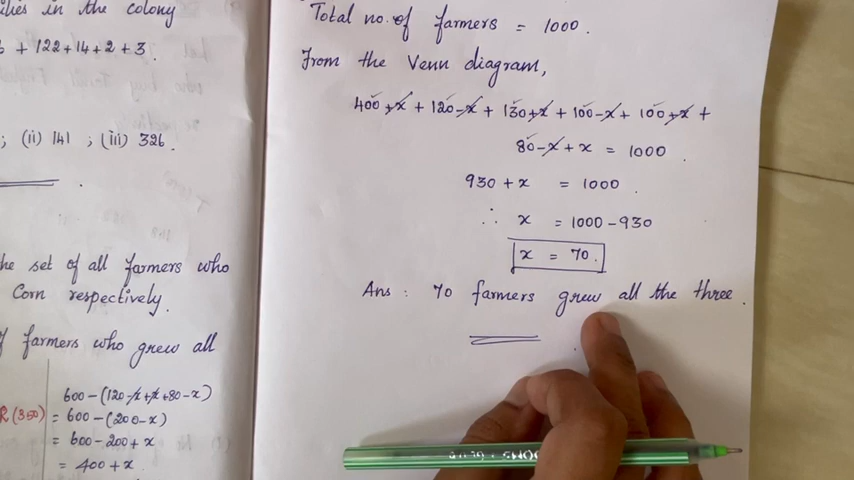 in the colony
+ 122 + 14 + 2 + 3.
; (ii) 141 ; (iii) 326.
set of all farmers who
Corn respectively.
farmers who grew all
600 - (120 - x + x + 80 - x)
R (350) = 600 - (200 - x)
= 600 - 200 + x
= 400 + x
Total no. of farmers = 1000.
From the Venn diagram,
400 + x + 120 - x + 130 + x + 100 - x + 100 + x +
80 - x + x = 1000.
930 + x = 1000.
∴ x = 1000 - 930
x = 70.
Ans : 70 farmers grew all the three.